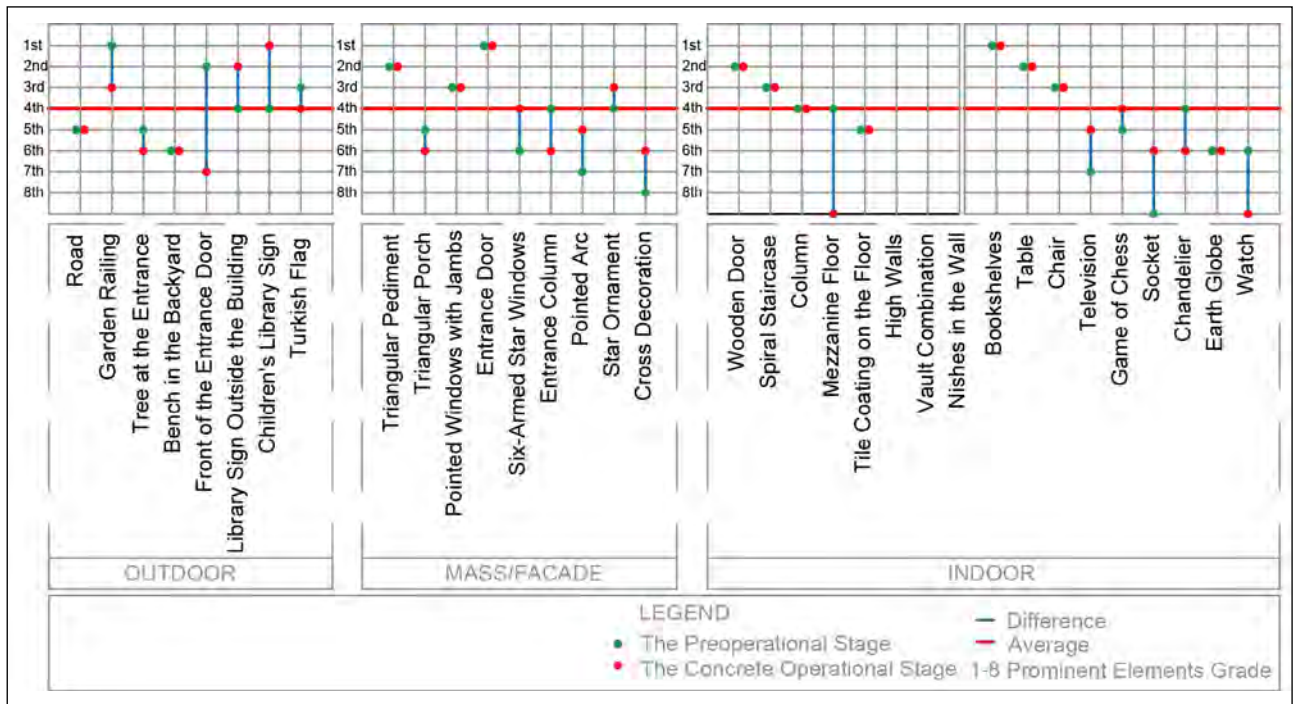 1st
2nd
3rd
4th
5th
6th
7th
8th
1st
2nd
3rd
4th
5th
6th
7th
8th
1st
2nd
3rd
4th
5th
6th
7th
8th
Road
Garden Railing
Tree at the Entrance
Bench in the Backyard
Front of the Entrance Door
Library Sign Outside the Building
Children's Library Sign
Turkish Flag
Triangular Pediment
Triangular Porch
Pointed Windows with Jambs
Entrance Door
Six-Armed Star Windows
Entrance Column
Pointed Arc
Star Ornament
Cross Decoration
Wooden Door
Spiral Staircase
Column
Mezzanine Floor
Tile Coating on the Floor
High Walls
Vault Combination
Nishes in the Wall
Bookshelves
Table
Chair
Television
Game of Chess
Socket
Chandelier
Earth Globe
Watch
OUTDOOR
MASS/FACADE
INDOOR
LEGEND
The Preoperational Stage
The Concrete Operational Stage
Difference
Average
1-8 Prominent Elements Grade